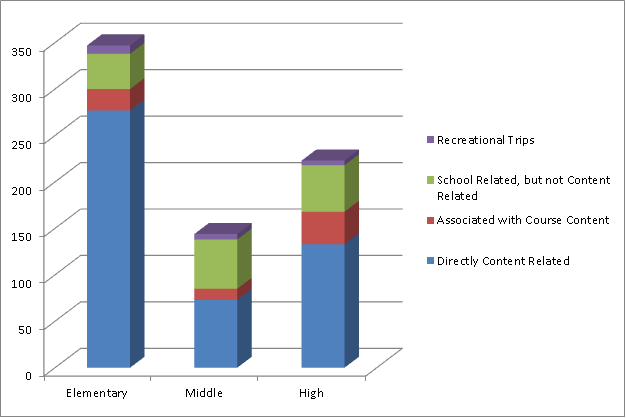 350
300
250
200
150
100
50
0
Elementary Middle High
Recreational Trips
School Related, but not Content
Related
Associated with Course Content
Directly Content Related